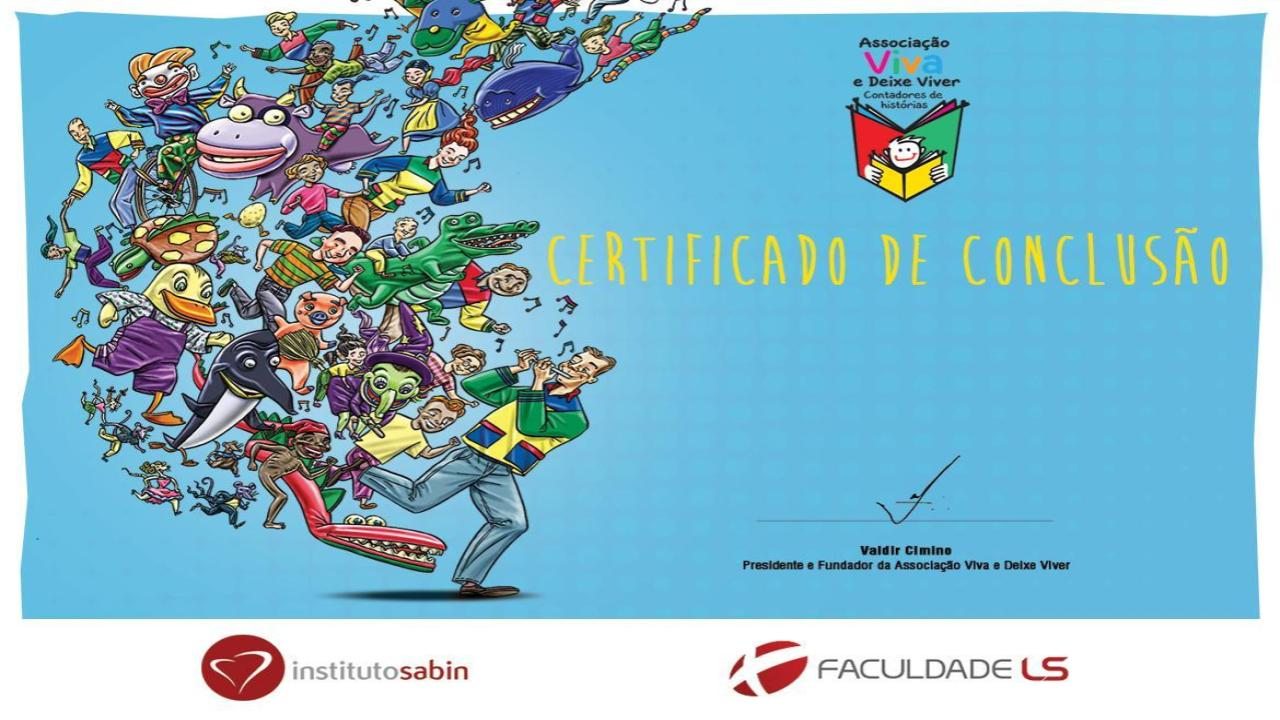 Associação
Viva
e Deixe Viver
Contadores de
histórias
CERTIFICADO DE CONCLUSÃO
Valdir Cimino
Presidente e Fundador da Associação Viva e Deixe Viver
institutosabin
FACULDADE LS